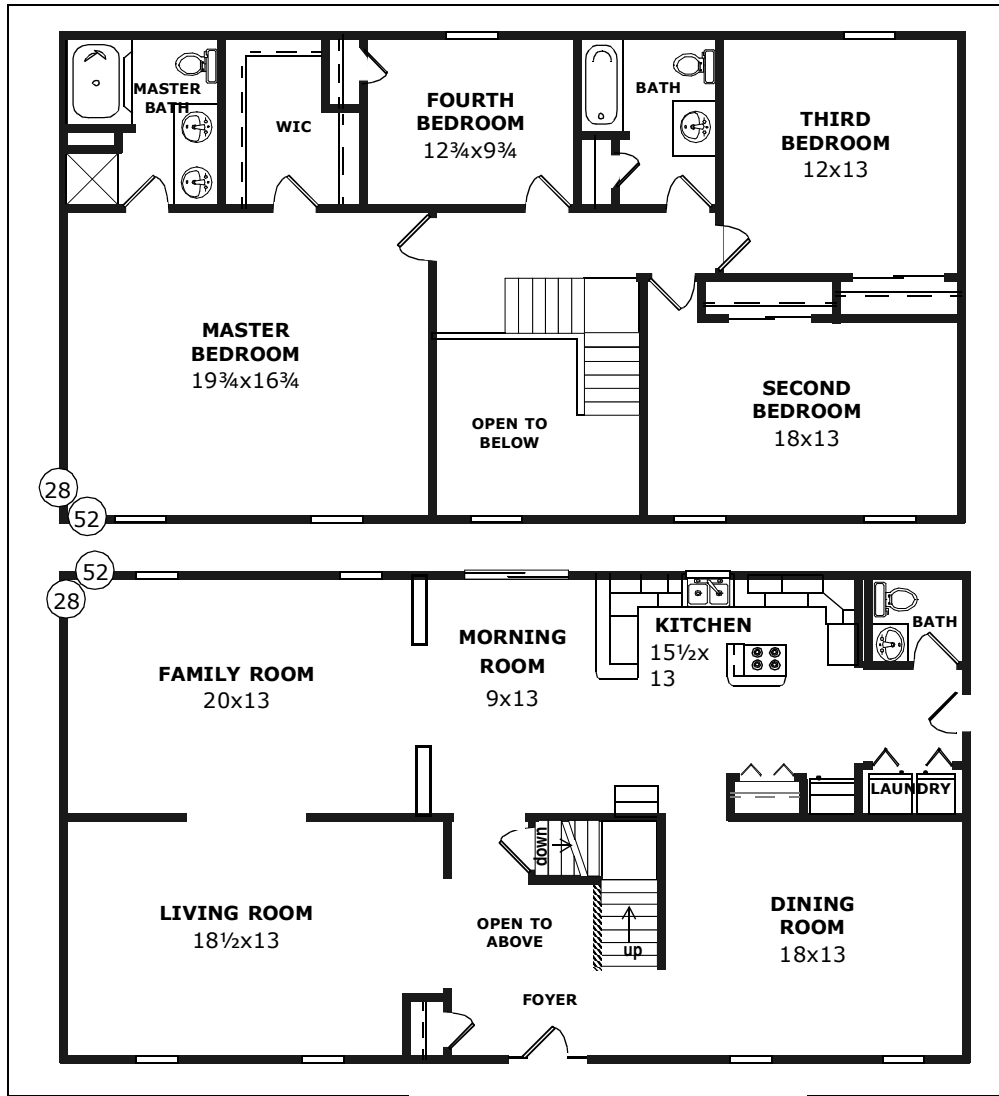 MASTER
BATH
WIC
FOURTH
BEDROOM
12¾x9¾
BATH
THIRD
BEDROOM
12x13
MASTER
BEDROOM
19¾x16¾
OPEN TO
BELOW
SECOND
BEDROOM
18x13
28
52
52
28
FAMILY ROOM
20x13
MORNING
ROOM
9x13
KITCHEN
15½x
13
BATH
LAUNDRY
down
LIVING ROOM
18½x13
OPEN TO
ABOVE
up
DINING
ROOM
18x13
FOYER